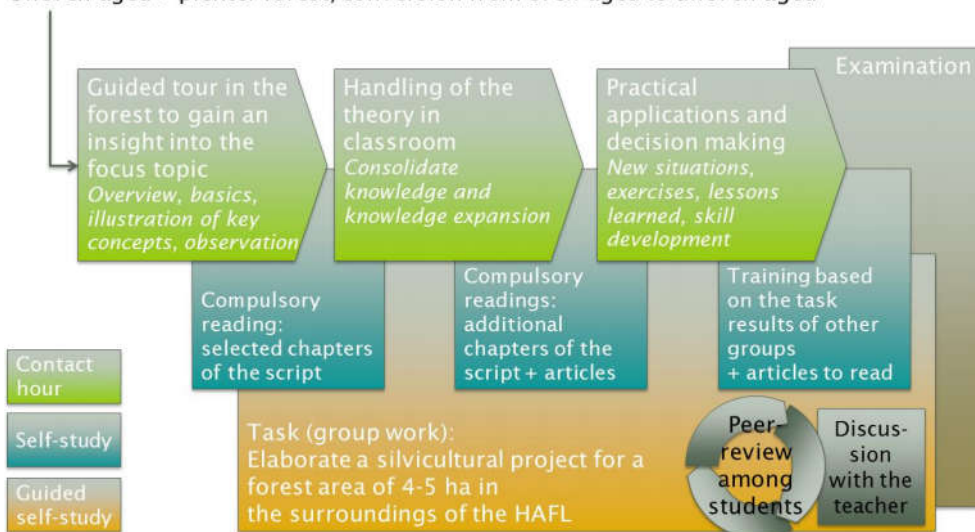 Examination
Guided tour in the
forest to gain an
insight into the
focus topic
Overview, basics,
illustration of key
concepts, observation
Handling of the
theory in
classroom
Consolidate
knowledge and
knowledge expansion
Practical
applications and
decision making
New situations,
exercises, lessons
learned, skill
development
Compulsory
reading:
selected chapters
of the script
Compulsory
readings:
additional
chapters of the
script + articles
Training based
on the task
results of other
groups
+ articles to read
Contact
hour
Self-study
Guided
self-study
Task (group work):
Elaborate a silvicultural project for a
forest area of 4-5 ha in
the surroundings of the HAFL
Peer-
review
among
students
Discus-
sion
with the
teacher